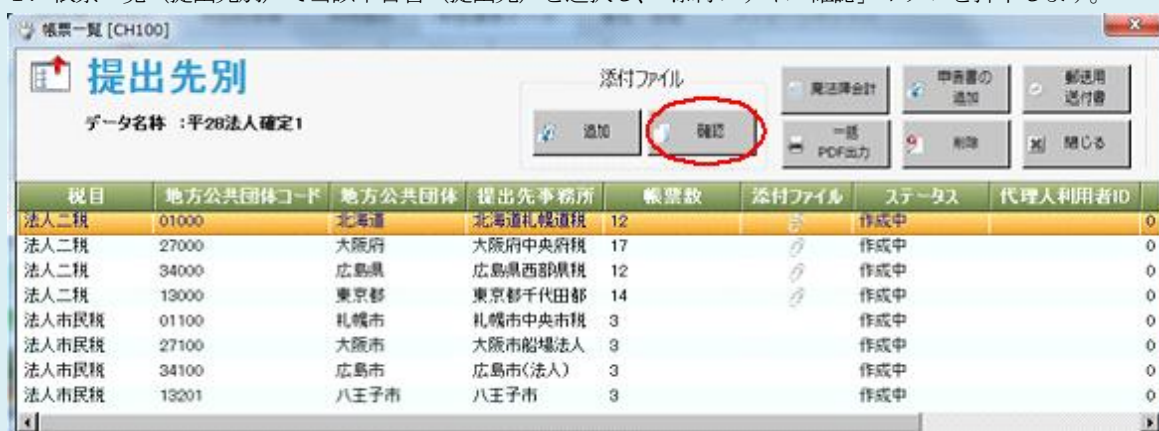 帳票一覧 [CH100]
提出先別
データ名称 :平28法人確定1
添付ファイル
追加
確認
魔法陣会計
申告書の
追加
郵送用
送付書
一括
PDF出力
削除
閉じる
税目 地方公共団体コード 地方公共団体 提出先事務所 帳票数 添付ファイル ステータス 代理人利用者ID
法人二税 01000 北海道 北海道札幌道税 12 作成中 0
法人二税 27000 大阪府 大阪府中央府税 17 作成中 0
法人二税 34000 広島県 広島県西部県税 12 作成中 0
法人二税 13000 東京都 東京都千代田都 14 作成中 0
法人市民税 01100 札幌市 札幌市中央市税 3 作成中 0
法人市民税 27100 大阪市 大阪市船場法人 3 作成中 0
法人市民税 34100 広島市 広島市(法人) 3 作成中 0
法人市民税 13201 八王子市 八王子市 3 作成中 0